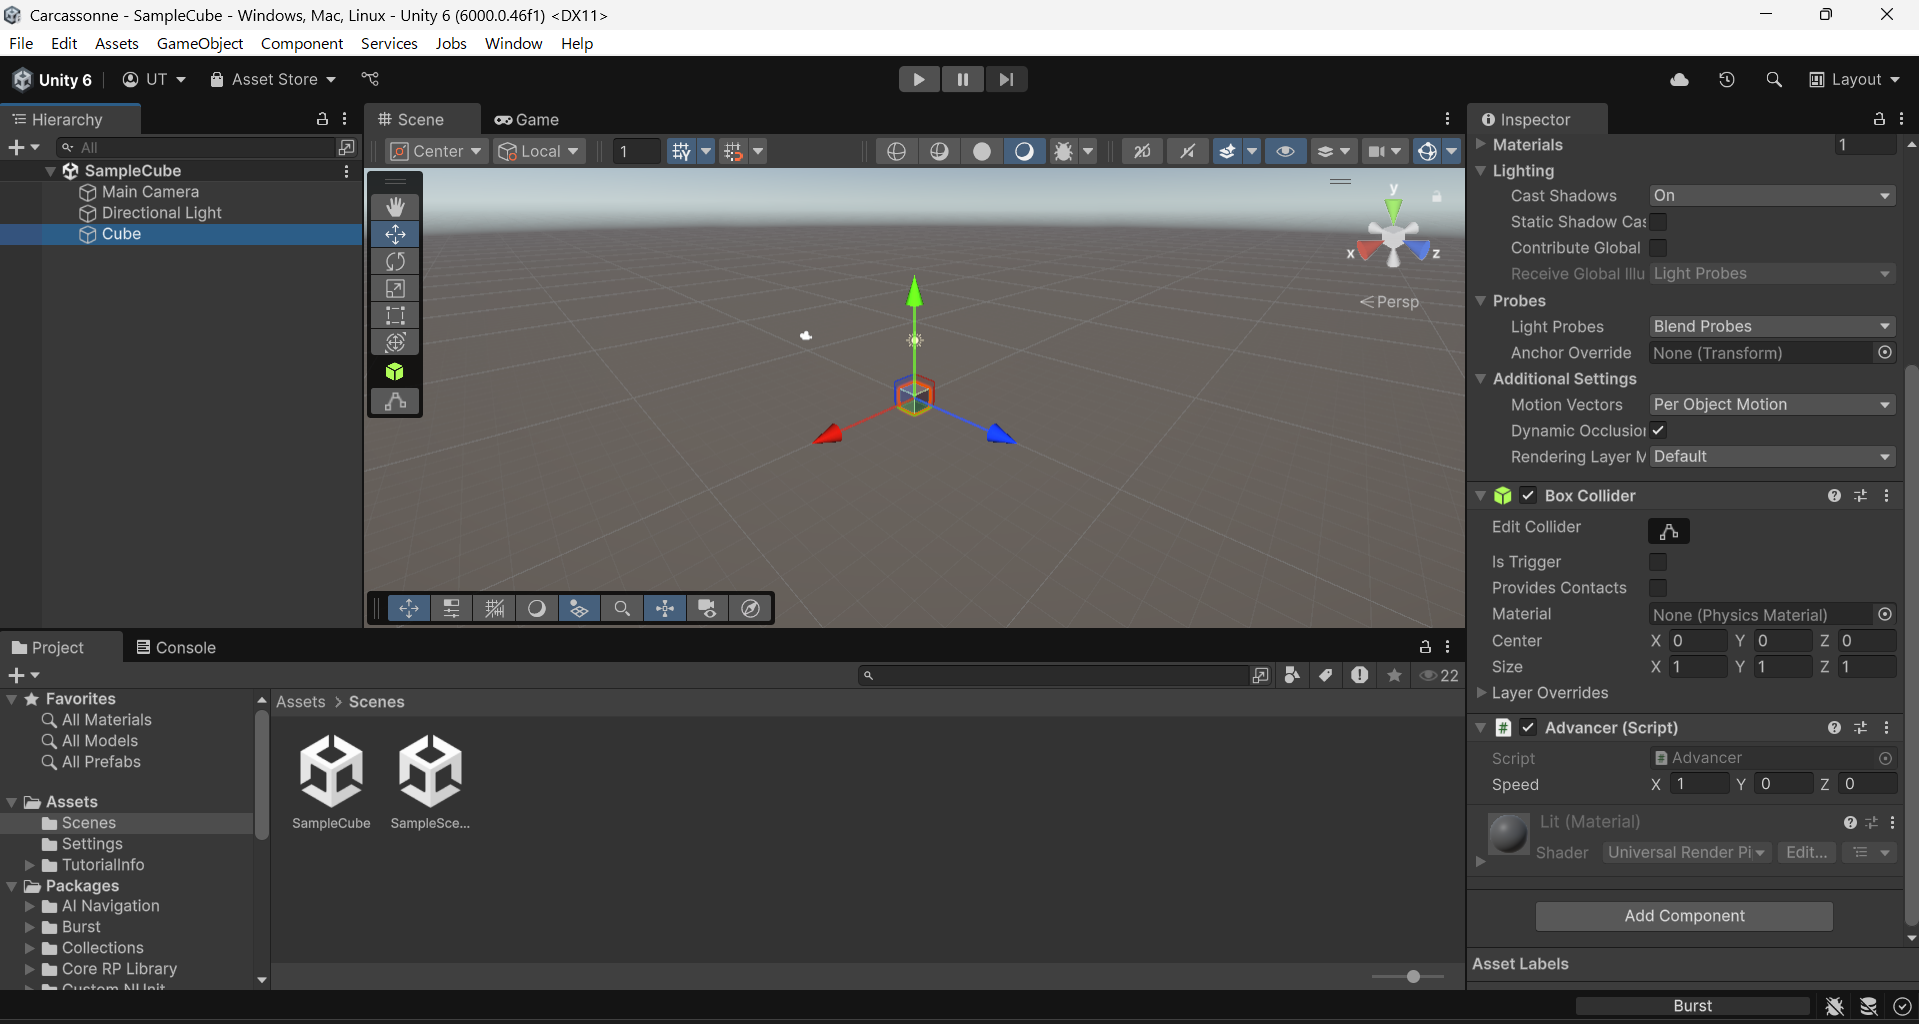 Carcassonne - SampleCube - Windows, Mac, Linux - Unity 6 (6000.0.46f1) <DX11>
File Edit Assets GameObject Component Services Jobs Window Help
Unity 6 UT Asset Store Layout
Hierarchy
All
SampleCube
Main Camera
Directional Light
Cube
Scene Game
Center Local 1
y
x z
Persp
Inspector
Materials 1
Lighting
Cast Shadows On
Static Shadow Cas
Contribute Global
Receive Global Illu Light Probes
Probes
Light Probes Blend Probes
Anchor Override None (Transform)
Additional Settings
Motion Vectors Per Object Motion
Dynamic Occlusion
Rendering Layer M Default
Box Collider
Edit Collider
Is Trigger
Provides Contacts
Material None (Physics Material)
Center X 0 Y 0 Z 0
Size X 1 Y 1 Z 1
Layer Overrides
# Advancer (Script)
Script Advancer
Speed X 1 Y 0 Z 0
Lit (Material)
Shader Universal Render Pi Edit...
Add Component
Asset Labels
Project Console
22
Favorites
All Materials
All Models
All Prefabs
Assets
Scenes
Settings
TutorialInfo
Packages
AI Navigation
Burst
Collections
Core RP Library
Custom NUnit
Assets > Scenes
SampleCube SampleSce...
Burst